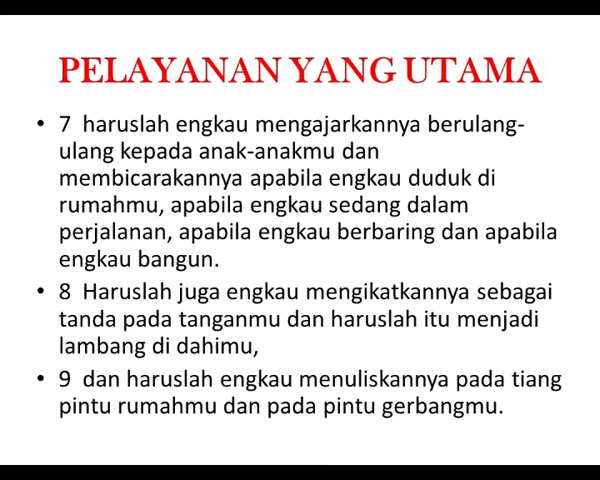 PELAYANAN YANG UTAMA
• 7 haruslah engkau mengajarkannya berulang-
ulang kepada anak-anakmu dan
membicarakannya apabila engkau duduk di
rumahmu, apabila engkau sedang dalam
perjalanan, apabila engkau berbaring dan apabila
engkau bangun.
• 8 Haruslah juga engkau mengikatkannya sebagai
tanda pada tanganmu dan haruslah itu menjadi
lambang di dahimu,
• 9 dan haruslah engkau menuliskannya pada tiang
pintu rumahmu dan pada pintu gerbangmu.